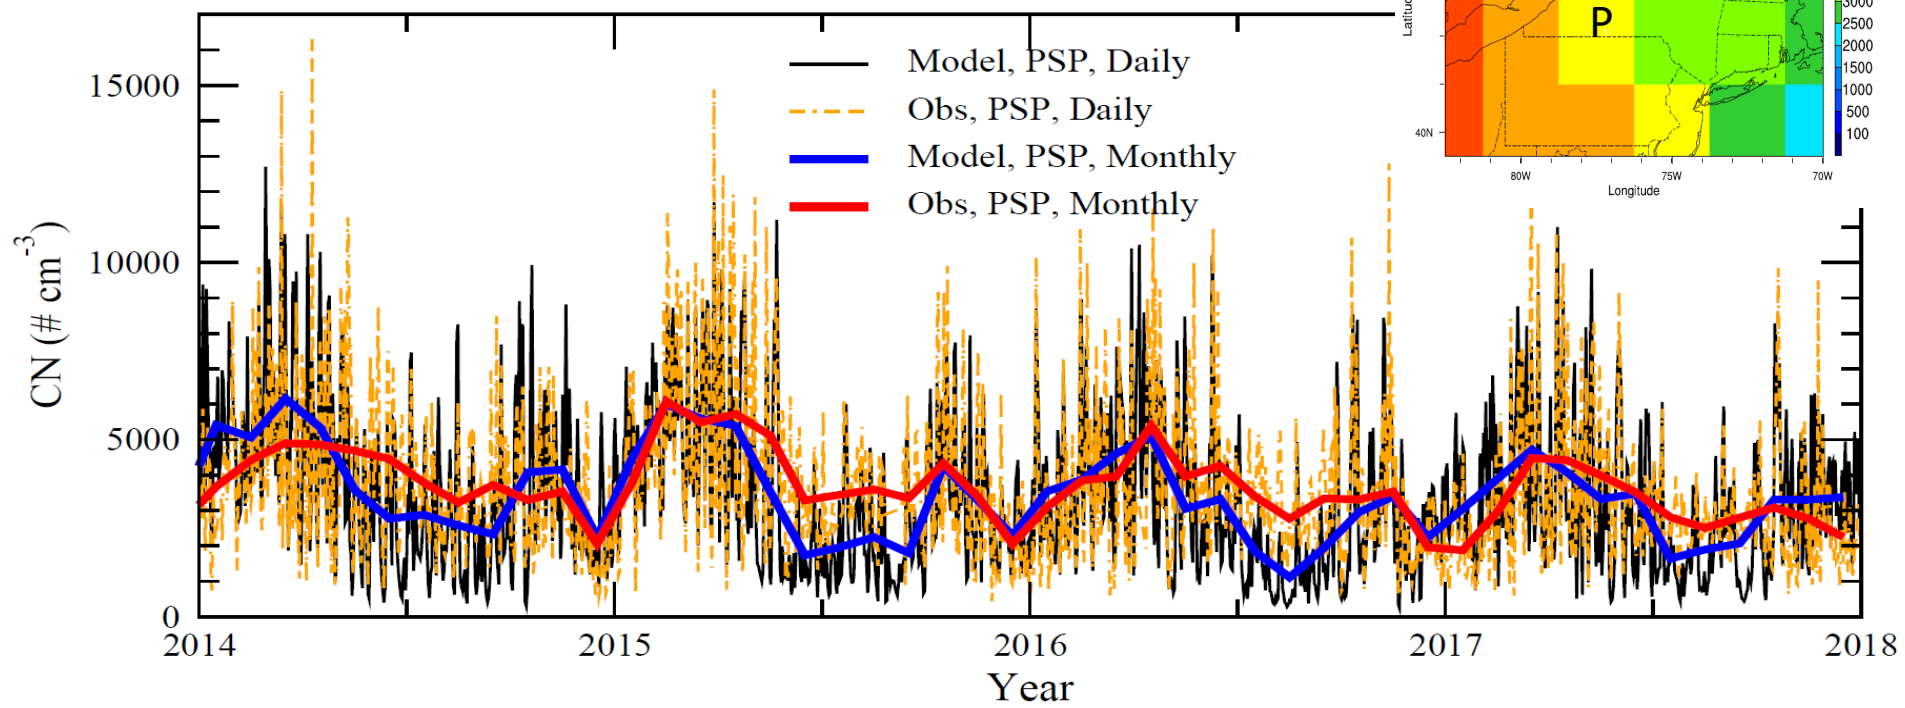 15000
10000
5000
0
CN (# cm⁻³)
2014
2015
2016
2017
2018
Year
Model, PSP, Daily
Obs, PSP, Daily
Model, PSP, Monthly
Obs, PSP, Monthly
P
40N
80W
75W
70W
Longitude
3000
2500
2000
1500
1000
500
100